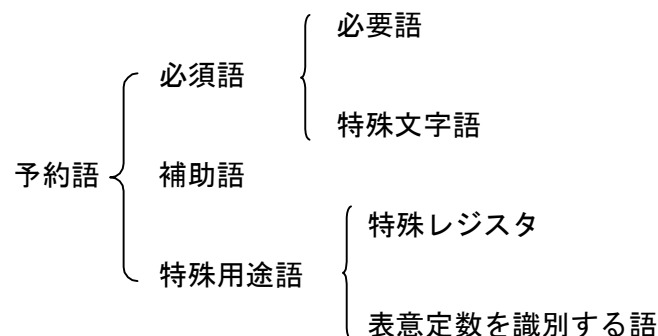 予約語
必須語
必要語
特殊文字語
補助語
特殊用途語
特殊レジスタ
表意定数を識別する語